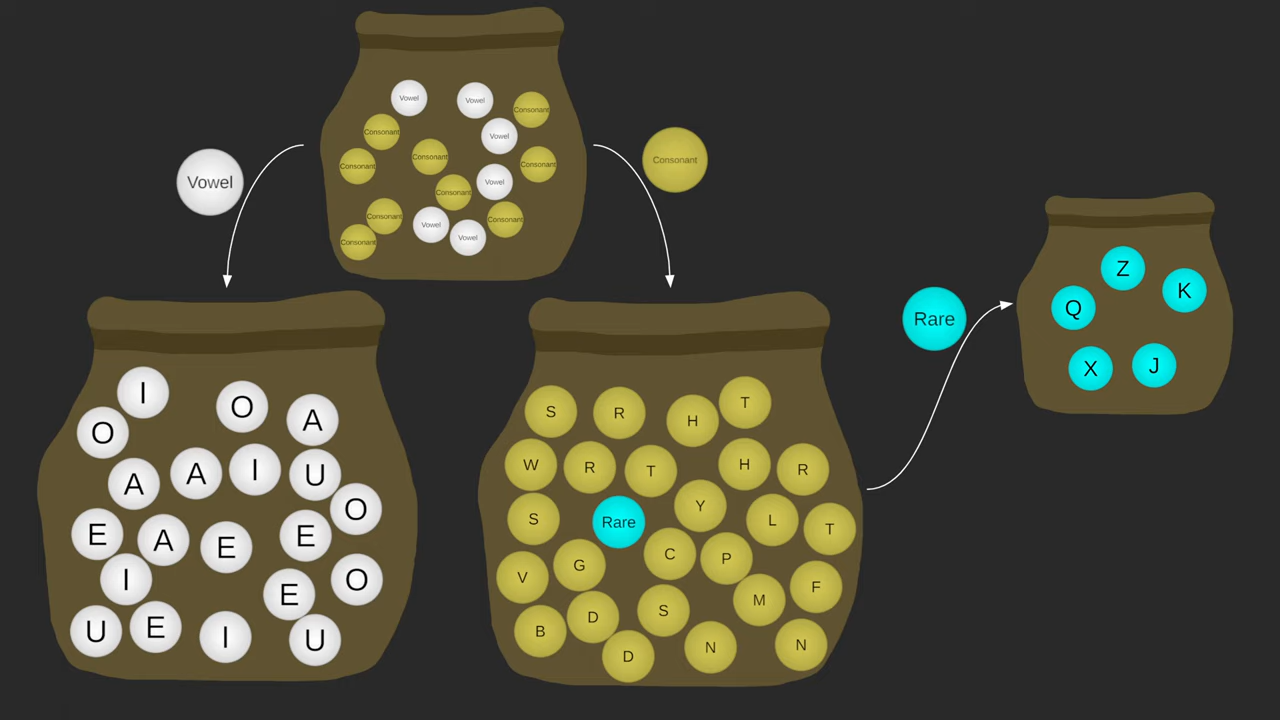 Vowel
Vowel
Consonant
Consonant
Vowel
Consonant
Consonant
Consonant
Vowel
Consonant
Consonant
Consonant
Vowel
Consonant
Vowel
Consonant
Vowel
Consonant
I
O
A
O
A
A
I
U
O
E
A
E
E
I
E
O
U
E
I
U
S
R
H
T
W
R
T
H
R
S
Rare
Y
L
T
V
G
C
P
F
B
D
S
M
D
N
N
Rare
Z
K
Q
X
J